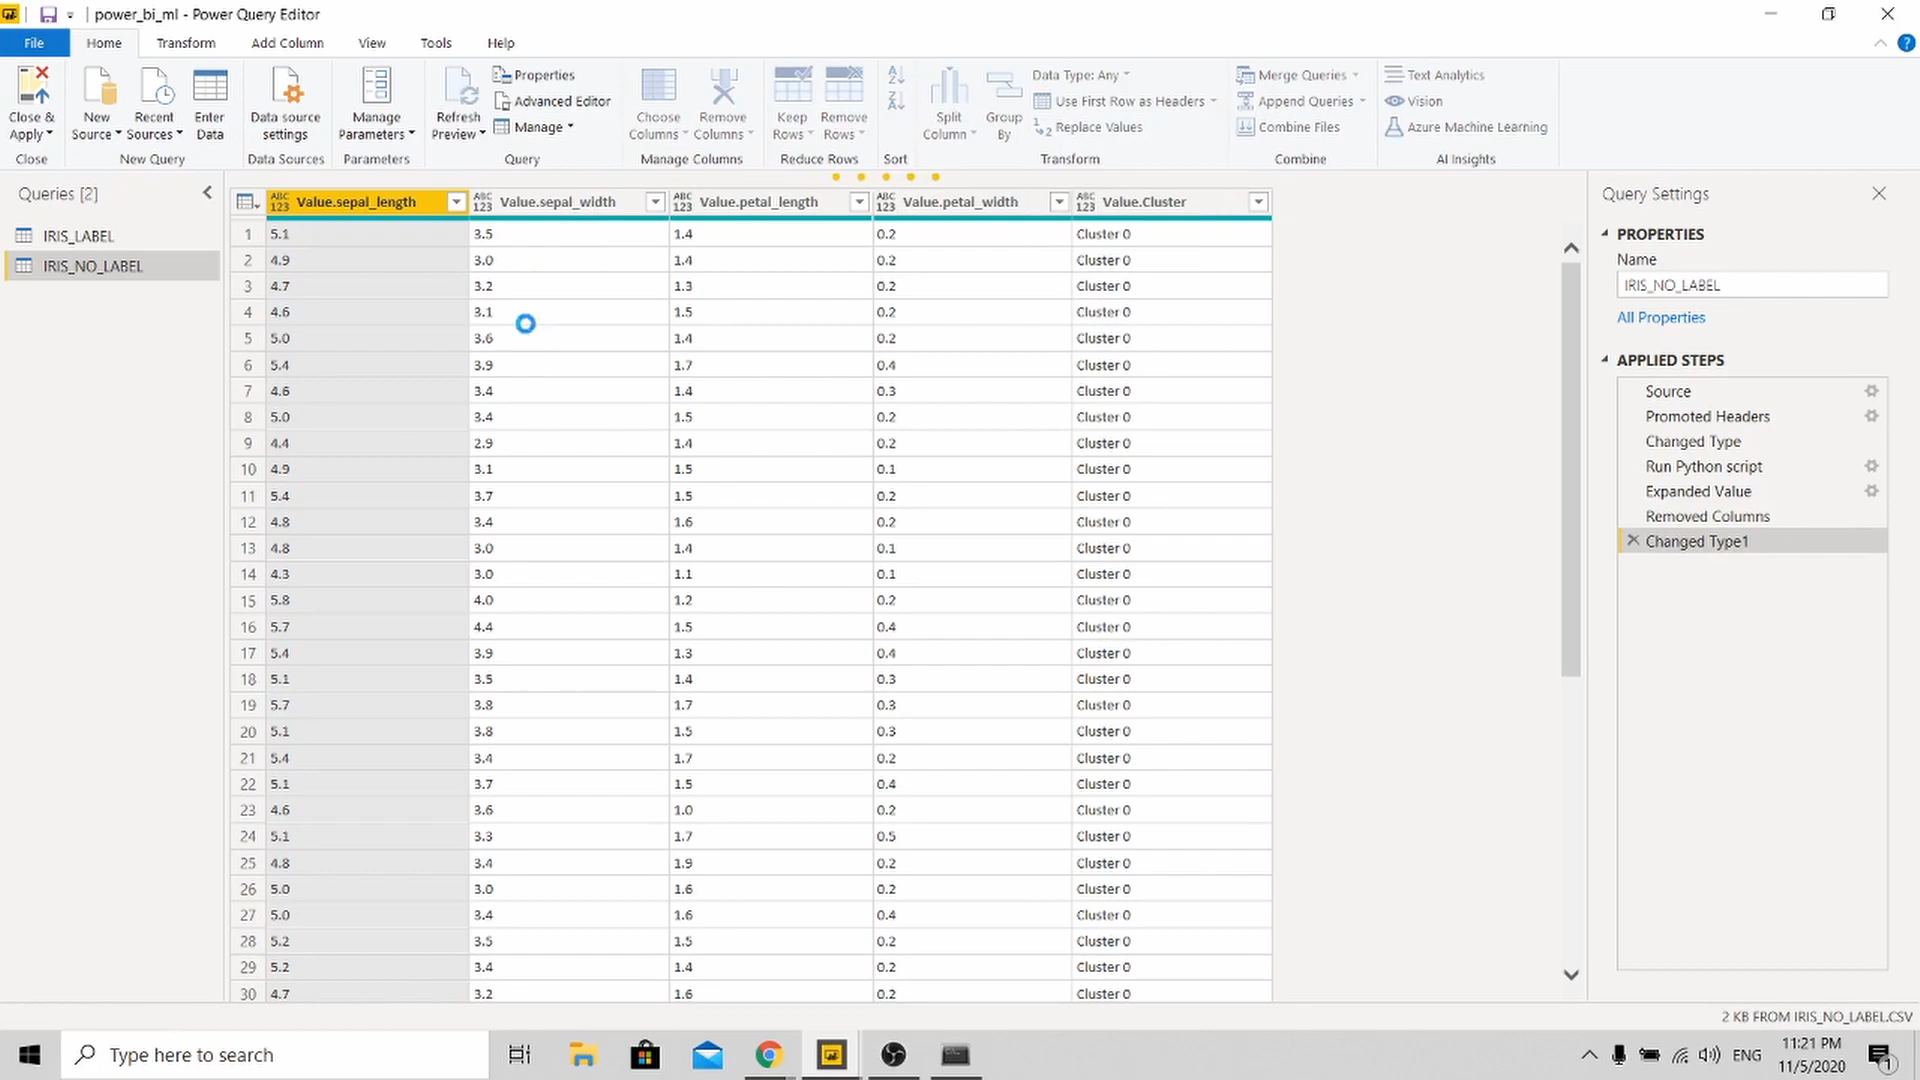 power_bi_ml - Power Query Editor
File Home Transform Add Column View Tools Help
Close & Apply
New Source
Recent Sources
Enter Data
Data source settings
Manage Parameters
Refresh Preview
Properties
Advanced Editor
Manage
Choose Columns
Remove Columns
Keep Rows
Remove Rows
Split Column
Group By
Data Type: Any
Use First Row as Headers
Replace Values
Merge Queries
Append Queries
Combine Files
Text Analytics
Vision
Azure Machine Learning
Close New Query Data Sources Parameters Query Manage Columns Reduce Rows Sort Transform Combine AI Insights
Queries [2]
IRIS_LABEL
IRIS_NO_LABEL
ABC 123 Value.sepal_length ABC 123 Value.sepal_width ABC 123 Value.petal_length ABC 123 Value.petal_width ABC 123 Value.Cluster
1 5.1 3.5 1.4 0.2 Cluster 0
2 4.9 3.0 1.4 0.2 Cluster 0
3 4.7 3.2 1.3 0.2 Cluster 0
4 4.6 3.1 1.5 0.2 Cluster 0
5 5.0 3.6 1.4 0.2 Cluster 0
6 5.4 3.9 1.7 0.4 Cluster 0
7 4.6 3.4 1.4 0.3 Cluster 0
8 5.0 3.4 1.5 0.2 Cluster 0
9 4.4 2.9 1.4 0.2 Cluster 0
10 4.9 3.1 1.5 0.1 Cluster 0
11 5.4 3.7 1.5 0.2 Cluster 0
12 4.8 3.4 1.6 0.2 Cluster 0
13 4.8 3.0 1.4 0.1 Cluster 0
14 4.3 3.0 1.1 0.1 Cluster 0
15 5.8 4.0 1.2 0.2 Cluster 0
16 5.7 4.4 1.5 0.4 Cluster 0
17 5.4 3.9 1.3 0.4 Cluster 0
18 5.1 3.5 1.4 0.3 Cluster 0
19 5.7 3.8 1.7 0.3 Cluster 0
20 5.1 3.8 1.5 0.3 Cluster 0
21 5.4 3.4 1.7 0.2 Cluster 0
22 5.1 3.7 1.5 0.4 Cluster 0
23 4.6 3.6 1.0 0.2 Cluster 0
24 5.1 3.3 1.7 0.5 Cluster 0
25 4.8 3.4 1.9 0.2 Cluster 0
26 5.0 3.0 1.6 0.2 Cluster 0
27 5.0 3.4 1.6 0.4 Cluster 0
28 5.2 3.5 1.5 0.2 Cluster 0
29 5.2 3.4 1.4 0.2 Cluster 0
30 4.7 3.2 1.6 0.2 Cluster 0
Query Settings
PROPERTIES
Name
IRIS_NO_LABEL
All Properties
APPLIED STEPS
Source
Promoted Headers
Changed Type
Run Python script
Expanded Value
Removed Columns
Changed Type1
2 KB FROM IRIS_NO_LABEL.CSV
Type here to search
ENG
11:21 PM
11/5/2020
1